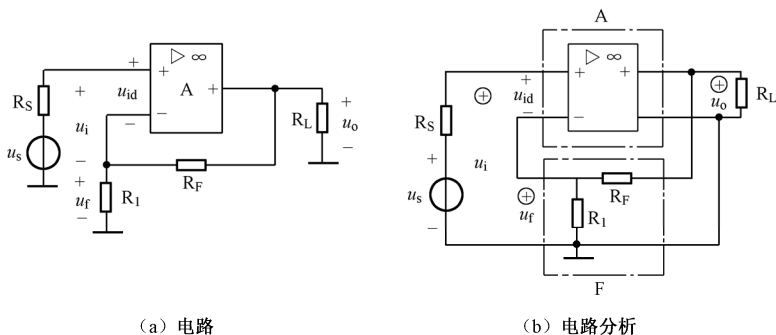 + ▷ ∞
+ A +
R_S + u_id
− −
u_i
R_L + u_o −
u_s −
+ u_f − R_1
R_F
A
▷ ∞
+ + +
⊕ u_id
−
⊕ u_o R_L
R_S
+ u_i
u_s
−
⊕ u_f
R_F
R_1
F
（a）电路
（b）电路分析